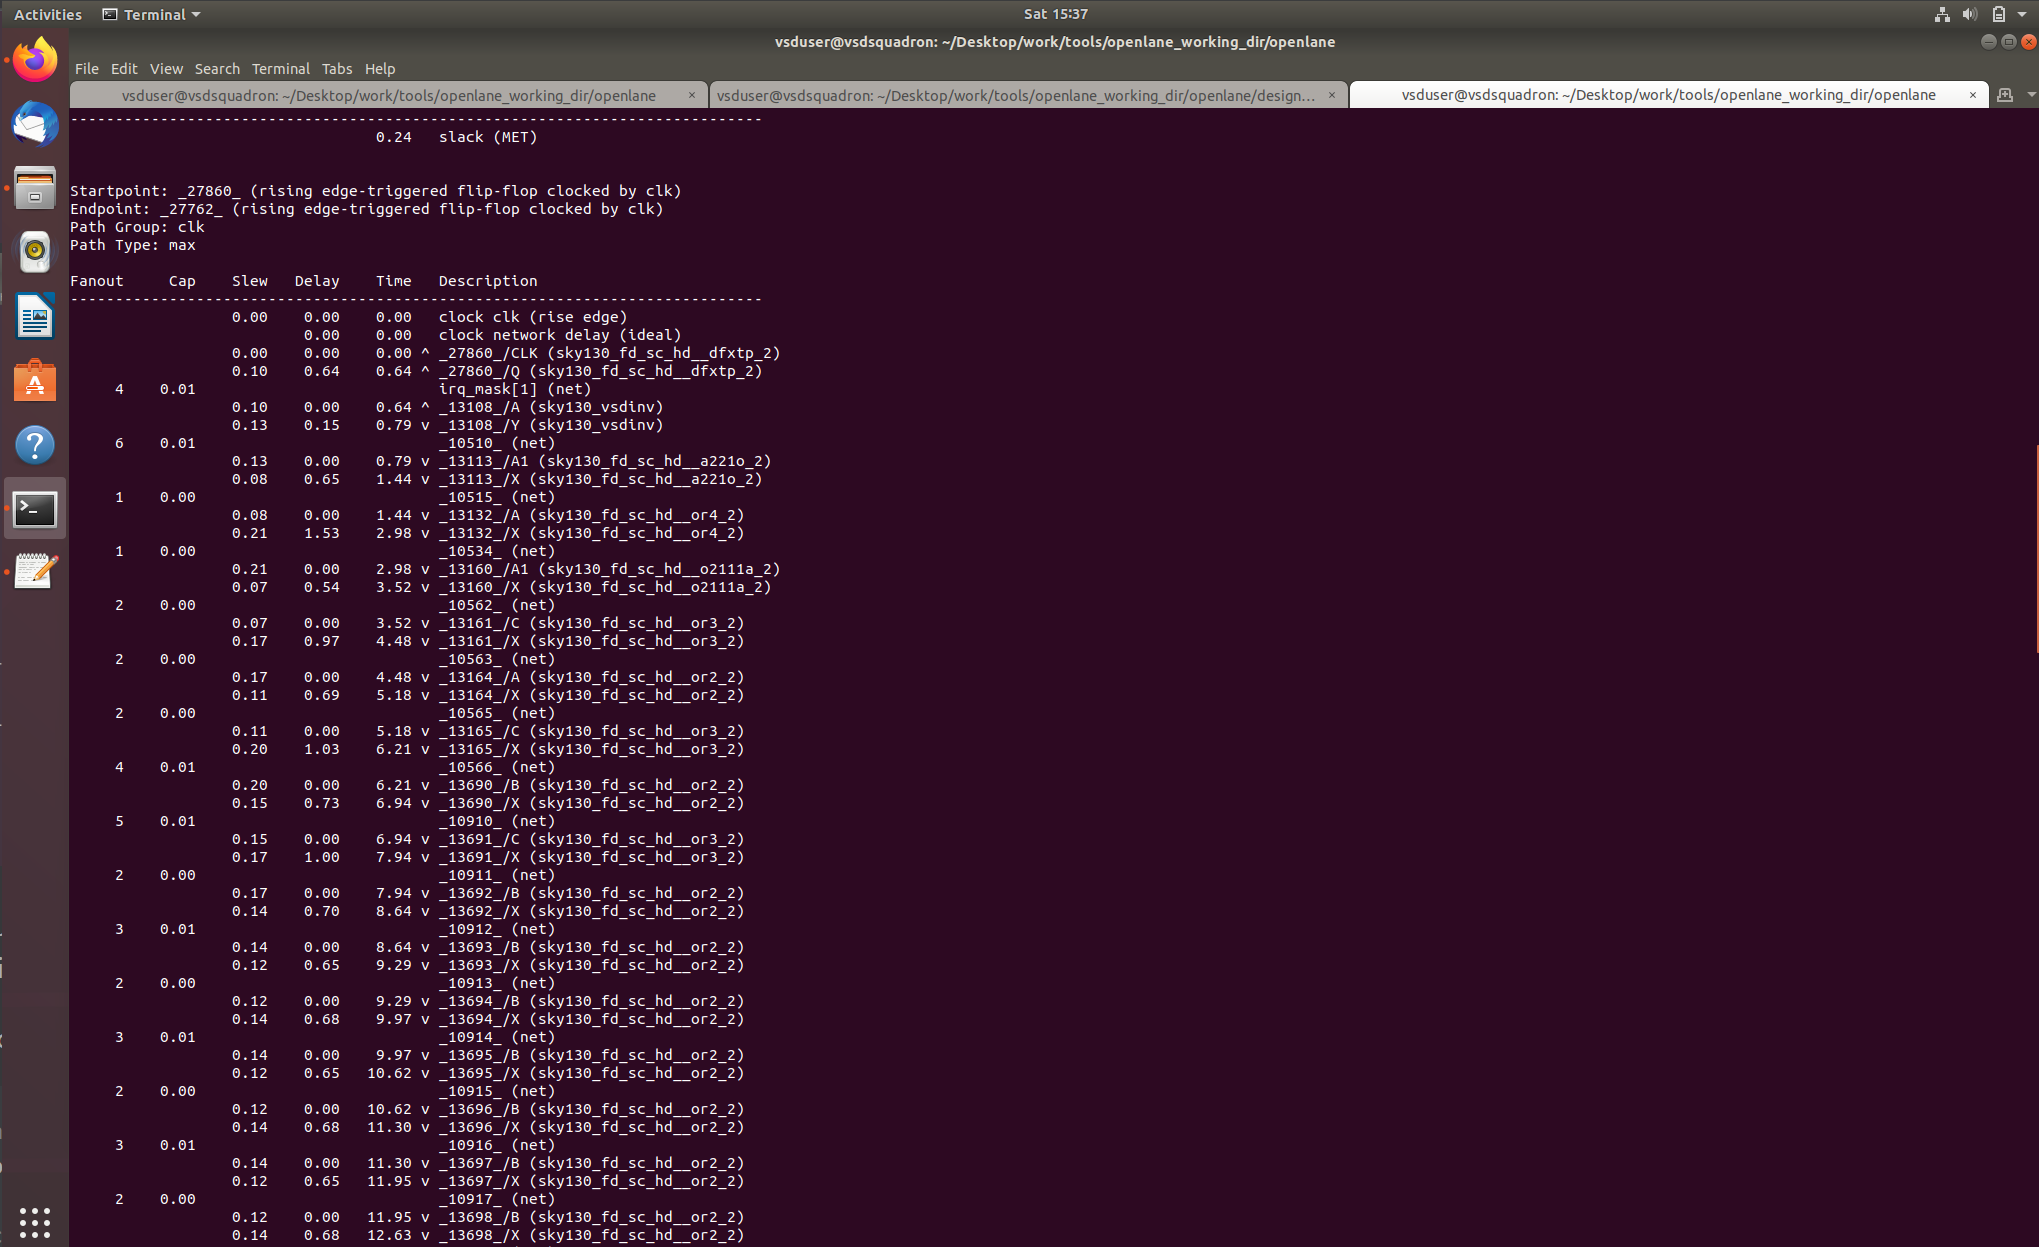 Activities Terminal Sat 15:37
vsduser@vsdsquadron: ~/Desktop/work/tools/openlane_working_dir/openlane
File Edit View Search Terminal Tabs Help
vsduser@vsdsquadron: ~/Desktop/work/tools/openlane_working_dir/openlane × vsduser@vsdsquadron: ~/Desktop/work/tools/openlane_working_dir/openlane/design... × vsduser@vsdsquadron: ~/Desktop/work/tools/openlane_working_dir/openlane ×
-----------------------------------------------------------------------------
                                  0.24   slack (MET)
Startpoint: _27860_ (rising edge-triggered flip-flop clocked by clk)
Endpoint: _27762_ (rising edge-triggered flip-flop clocked by clk)
Path Group: clk
Path Type: max
Fanout     Cap    Slew   Delay    Time   Description
-----------------------------------------------------------------------------
                  0.00    0.00    0.00   clock clk (rise edge)
                          0.00    0.00   clock network delay (ideal)
                  0.00    0.00    0.00 ^ _27860_/CLK (sky130_fd_sc_hd__dfxtp_2)
                  0.10    0.64    0.64 ^ _27860_/Q (sky130_fd_sc_hd__dfxtp_2)
     4    0.01                           irq_mask[1] (net)
                  0.10    0.00    0.64 ^ _13108_/A (sky130_vsdinv)
                  0.13    0.15    0.79 v _13108_/Y (sky130_vsdinv)
     6    0.01                           _10510_ (net)
                  0.13    0.00    0.79 v _13113_/A1 (sky130_fd_sc_hd__a221o_2)
                  0.08    0.65    1.44 v _13113_/X (sky130_fd_sc_hd__a221o_2)
     1    0.00                           _10515_ (net)
                  0.08    0.00    1.44 v _13132_/A (sky130_fd_sc_hd__or4_2)
                  0.21    1.53    2.98 v _13132_/X (sky130_fd_sc_hd__or4_2)
     1    0.00                           _10534_ (net)
                  0.21    0.00    2.98 v _13160_/A1 (sky130_fd_sc_hd__o2111a_2)
                  0.07    0.54    3.52 v _13160_/X (sky130_fd_sc_hd__o2111a_2)
     2    0.00                           _10562_ (net)
                  0.07    0.00    3.52 v _13161_/C (sky130_fd_sc_hd__or3_2)
                  0.17    0.97    4.48 v _13161_/X (sky130_fd_sc_hd__or3_2)
     2    0.00                           _10563_ (net)
                  0.17    0.00    4.48 v _13164_/A (sky130_fd_sc_hd__or2_2)
                  0.11    0.69    5.18 v _13164_/X (sky130_fd_sc_hd__or2_2)
     2    0.00                           _10565_ (net)
                  0.11    0.00    5.18 v _13165_/C (sky130_fd_sc_hd__or3_2)
                  0.20    1.03    6.21 v _13165_/X (sky130_fd_sc_hd__or3_2)
     4    0.01                           _10566_ (net)
                  0.20    0.00    6.21 v _13690_/B (sky130_fd_sc_hd__or2_2)
                  0.15    0.73    6.94 v _13690_/X (sky130_fd_sc_hd__or2_2)
     5    0.01                           _10910_ (net)
                  0.15    0.00    6.94 v _13691_/C (sky130_fd_sc_hd__or3_2)
                  0.17    1.00    7.94 v _13691_/X (sky130_fd_sc_hd__or3_2)
     2    0.00                           _10911_ (net)
                  0.17    0.00    7.94 v _13692_/B (sky130_fd_sc_hd__or2_2)
                  0.14    0.70    8.64 v _13692_/X (sky130_fd_sc_hd__or2_2)
     3    0.01                           _10912_ (net)
                  0.14    0.00    8.64 v _13693_/B (sky130_fd_sc_hd__or2_2)
                  0.12    0.65    9.29 v _13693_/X (sky130_fd_sc_hd__or2_2)
     2    0.00                           _10913_ (net)
                  0.12    0.00    9.29 v _13694_/B (sky130_fd_sc_hd__or2_2)
                  0.14    0.68    9.97 v _13694_/X (sky130_fd_sc_hd__or2_2)
     3    0.01                           _10914_ (net)
                  0.14    0.00    9.97 v _13695_/B (sky130_fd_sc_hd__or2_2)
                  0.12    0.65   10.62 v _13695_/X (sky130_fd_sc_hd__or2_2)
     2    0.00                           _10915_ (net)
                  0.12    0.00   10.62 v _13696_/B (sky130_fd_sc_hd__or2_2)
                  0.14    0.68   11.30 v _13696_/X (sky130_fd_sc_hd__or2_2)
     3    0.01                           _10916_ (net)
                  0.14    0.00   11.30 v _13697_/B (sky130_fd_sc_hd__or2_2)
                  0.12    0.65   11.95 v _13697_/X (sky130_fd_sc_hd__or2_2)
     2    0.00                           _10917_ (net)
                  0.12    0.00   11.95 v _13698_/B (sky130_fd_sc_hd__or2_2)
                  0.14    0.68   12.63 v _13698_/X (sky130_fd_sc_hd__or2_2)